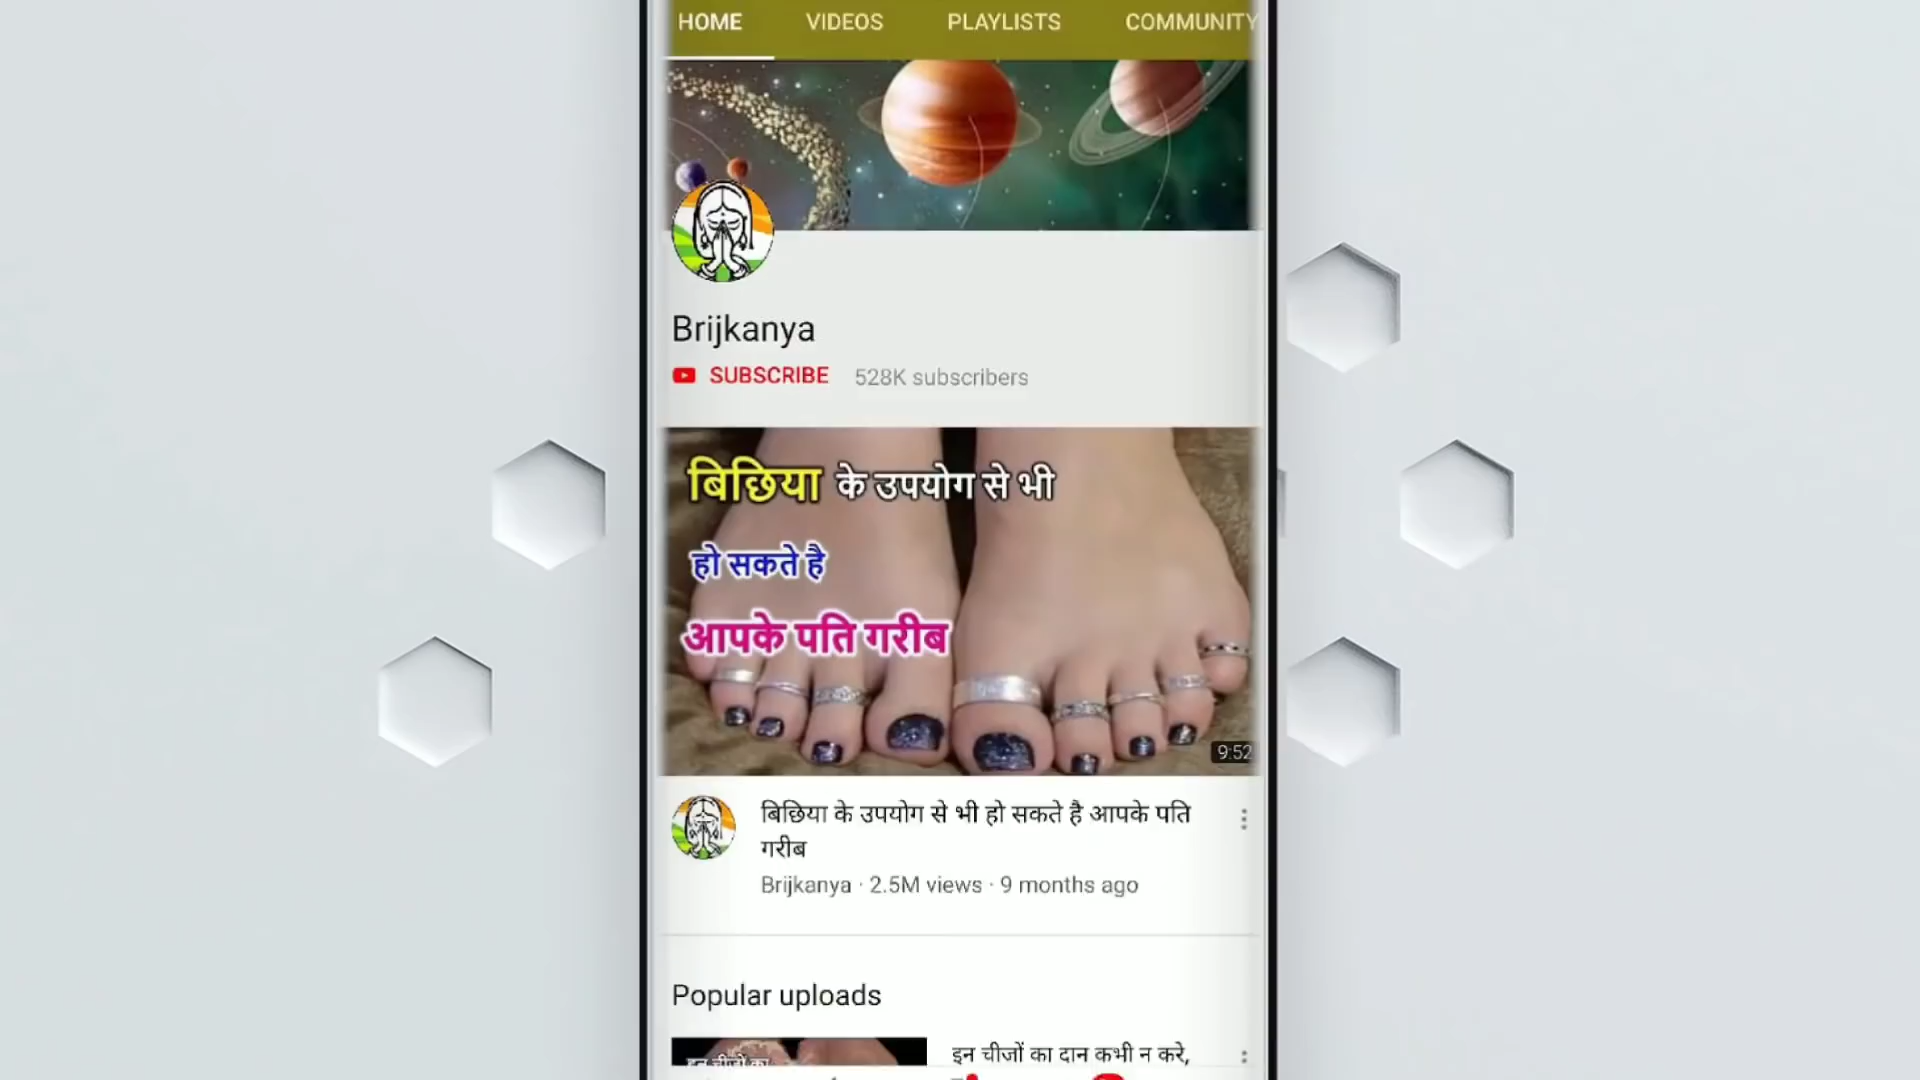 HOME VIDEOS PLAYLISTS COMMUNITY
Brijkanya
SUBSCRIBE 528K subscribers
बिछिया के उपयोग से भी
हो सकते है
आपके पति गरीब
9:52
बिछिया के उपयोग से भी हो सकते है आपके पति
गरीब
Brijkanya · 2.5M views · 9 months ago
Popular uploads
इन चीजों का दान कभी न करे,
इन चीजों का